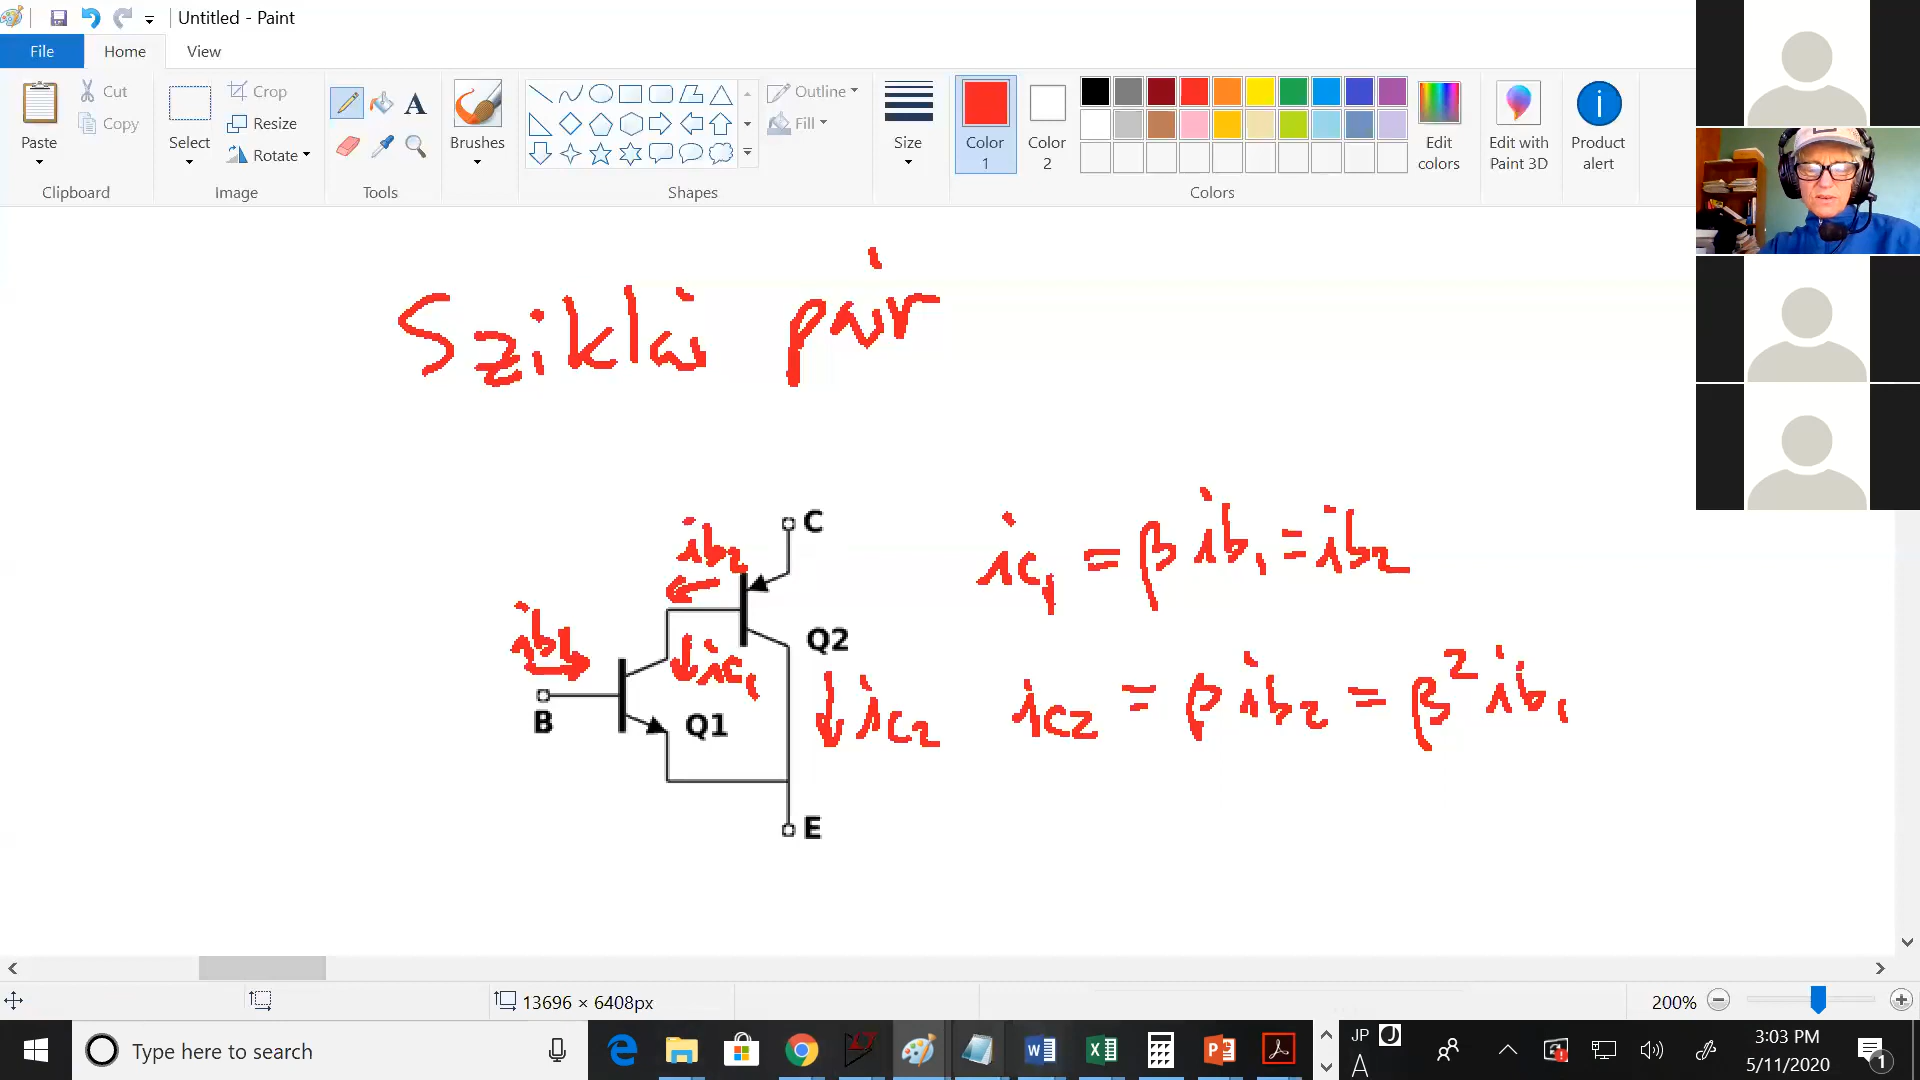 Untitled - Paint
File Home View
Paste
Cut
Copy
Clipboard
Select
Crop
Resize
Rotate
Image
A
Tools
Brushes
Outline
Fill
Shapes
Size
Color 1
Color 2
Edit colors
Colors
Edit with Paint 3D
Product alert
Sziklai pair
C
ib2
ic1 = β ib1 = ib2
ib1
Q2
ic1
B
Q1
ic2
ic2 = β ib2 = β² ib1
E
13696 × 6408px
200%
Type here to search
JP
A
3:03 PM
5/11/2020
1